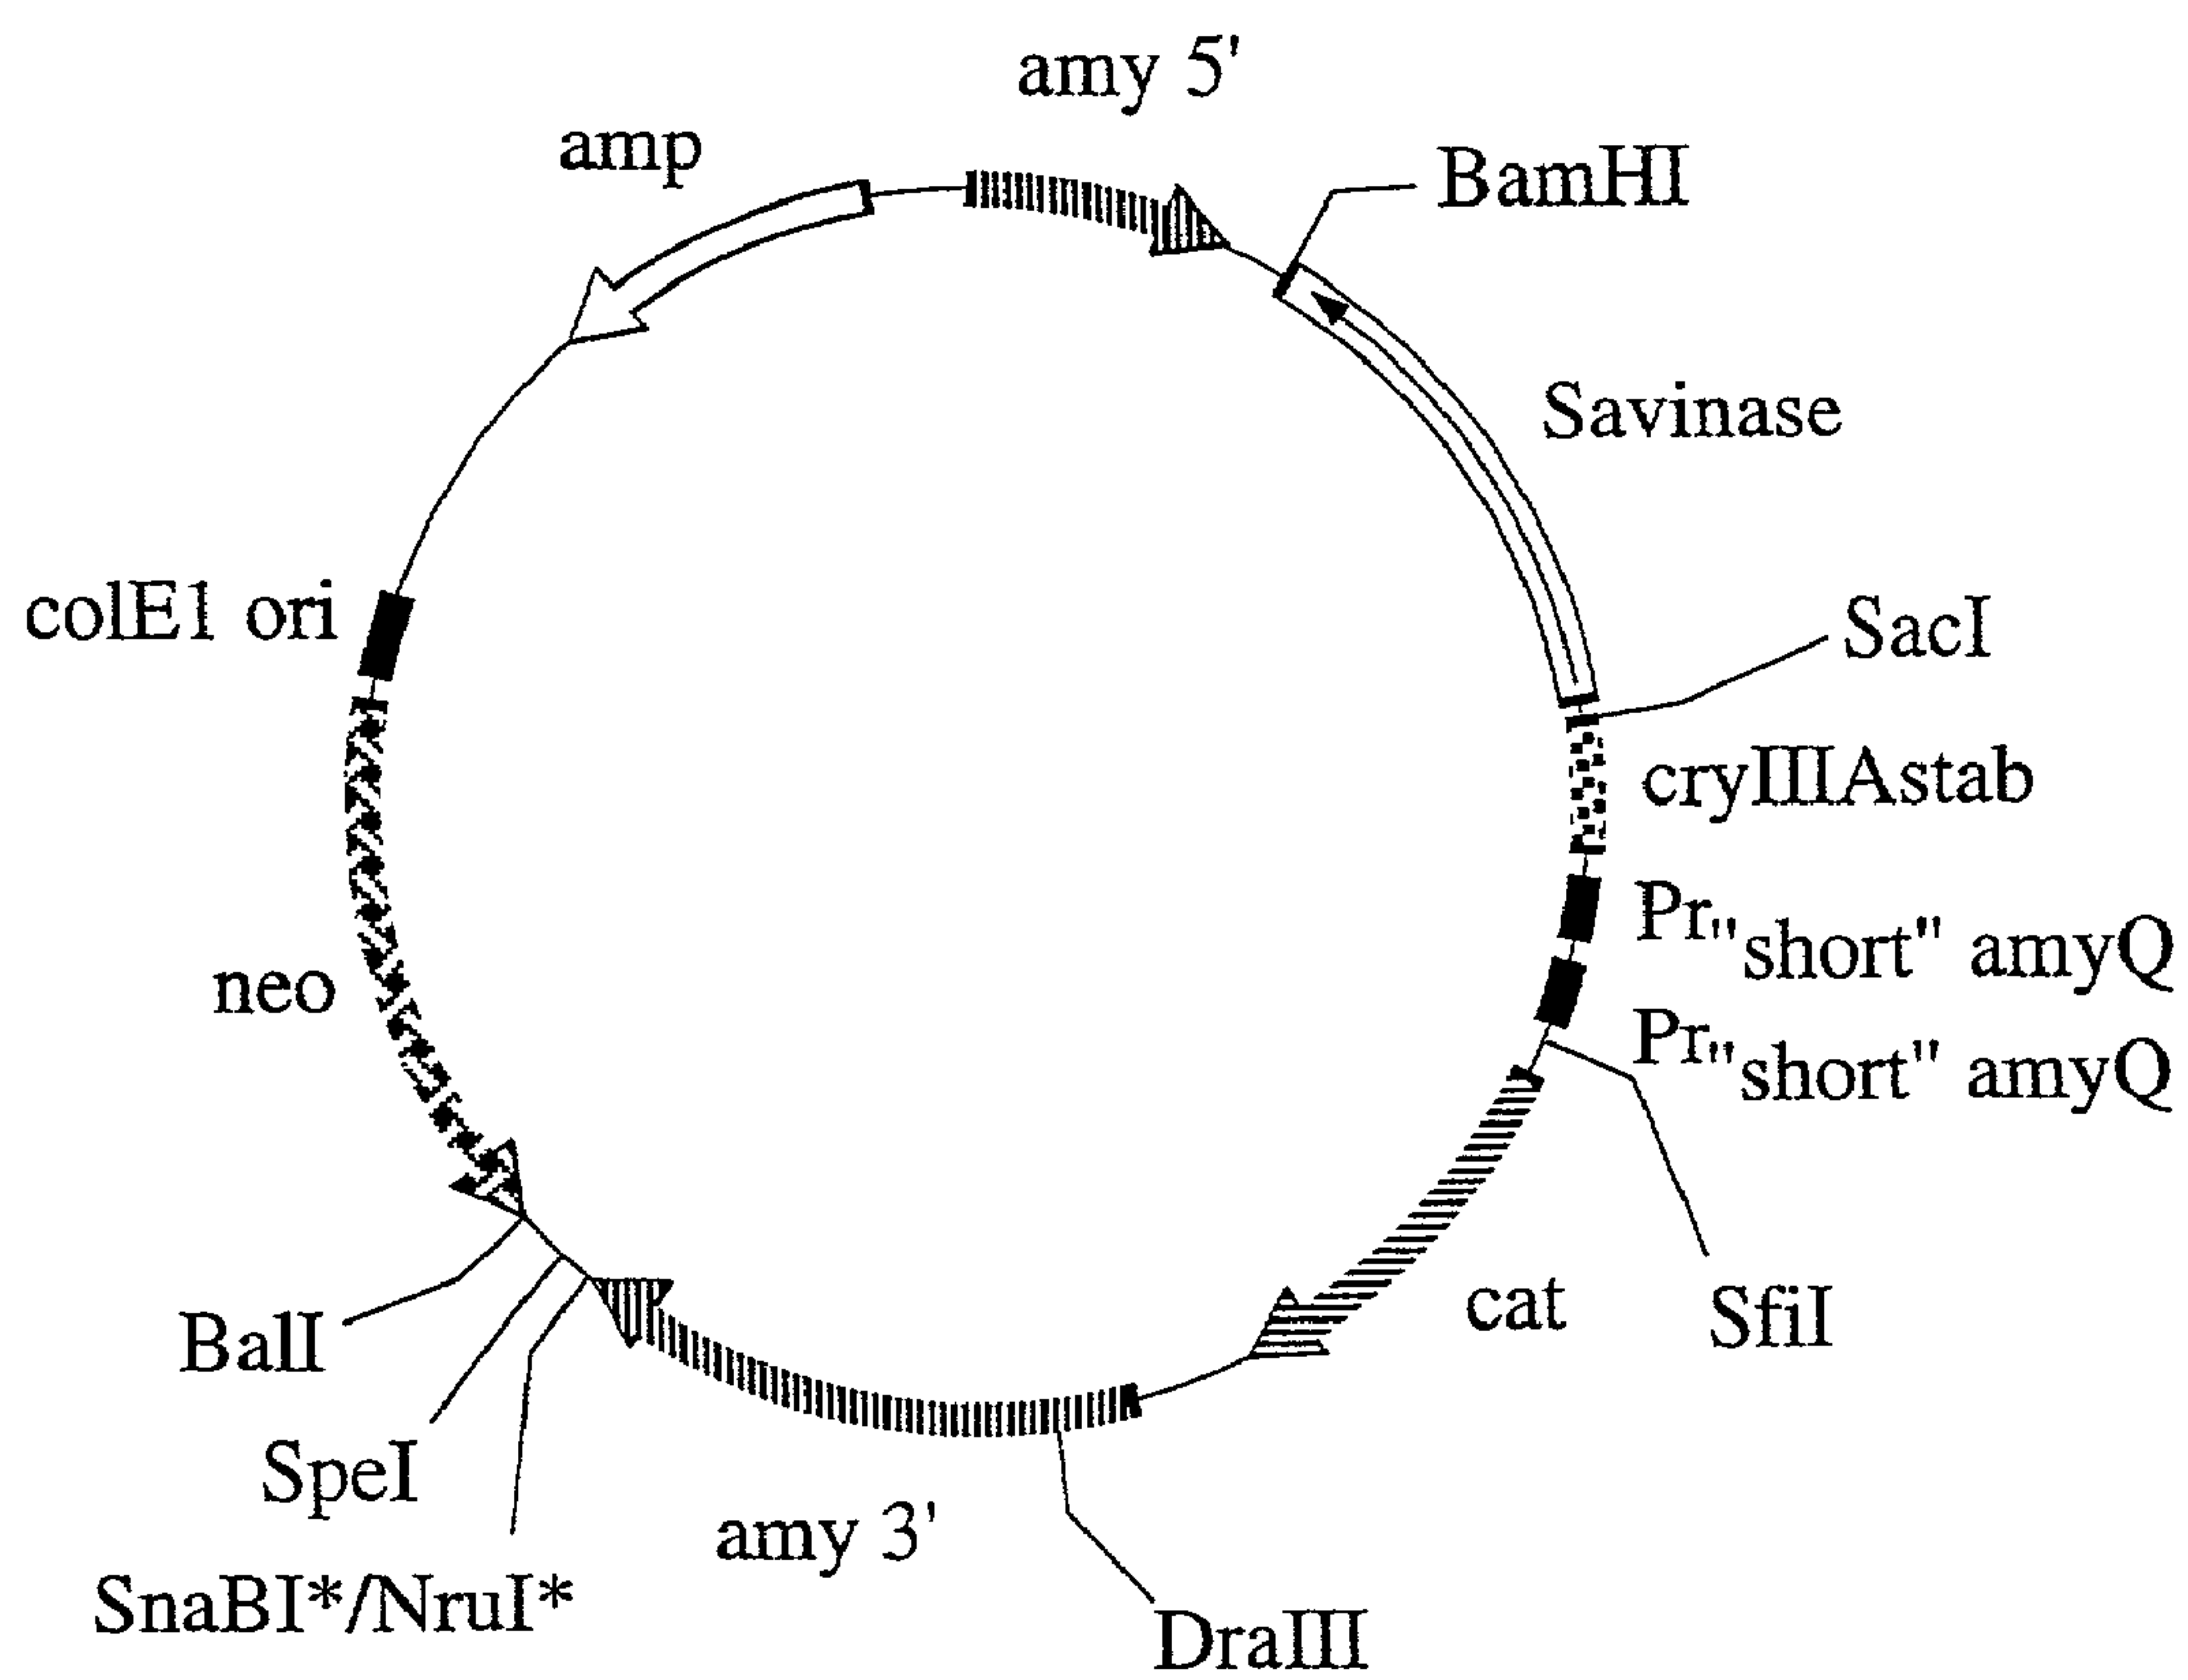 amy 5'
amp
BamHI
Savinase
colE1 ori
SacI
cryIIIAstab
Pr"short" amyQ
neo
Pr"short" amyQ
cat
SfiI
BalI
SpeI
amy 3'
SnaBI*/NruI*
DraIII